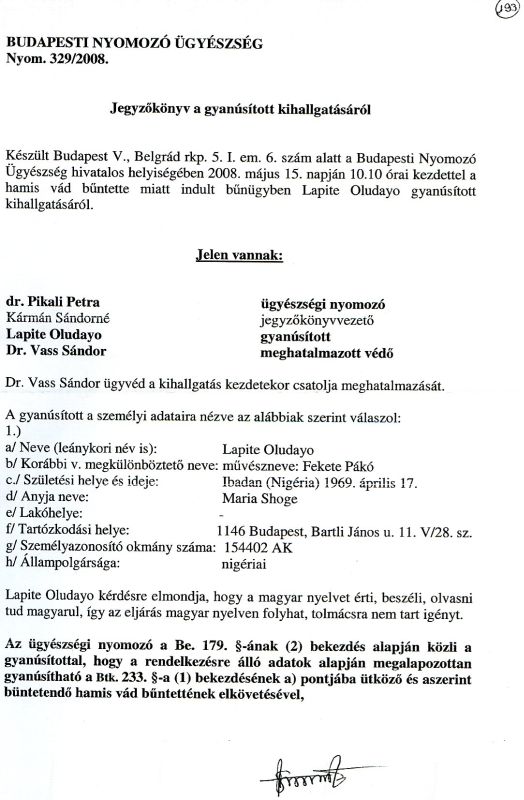 193
BUDAPESTI NYOMOZÓ ÜGYÉSZSÉG
Nyom. 329/2008.
Jegyzőkönyv a gyanúsított kihallgatásáról
Készült Budapest V., Belgrád rkp. 5. I. em. 6. szám alatt a Budapesti Nyomozó
Ügyészség hivatalos helyiségében 2008. május 15. napján 10.10 órai kezdettel a
hamis vád bűntette miatt indult bűnügyben Lapite Oludayo gyanúsított
kihallgatásáról.
Jelen vannak:
dr. Pikali Petra ügyészségi nyomozó
Kármán Sándorné jegyzőkönyvvezető
Lapite Oludayo gyanúsított
Dr. Vass Sándor meghatalmazott védő
Dr. Vass Sándor ügyvéd a kihallgatás kezdetekor csatolja meghatalmazását.
A gyanúsított a személyi adataira nézve az alábbiak szerint válaszol:
1.)
a/ Neve (leánykori név is): Lapite Oludayo
b/ Korábbi v. megkülönböztető neve: művészneve: Fekete Pákó
c./ Születési helye és ideje: Ibadan (Nigéria) 1969. április 17.
d/ Anyja neve: Maria Shoge
e/ Lakóhelye: -
f/ Tartózkodási helye: 1146 Budapest, Bartli János u. 11. V/28. sz.
g/ Személyazonosító okmány száma: 154402 AK
h/ Állampolgársága: nigériai
Lapite Oludayo kérdésre elmondja, hogy a magyar nyelvet érti, beszéli, olvasni
tud magyarul, így az eljárás magyar nyelven folyhat, tolmácsra nem tart igényt.
Az ügyészségi nyomozó a Be. 179. §-ának (2) bekezdés alapján közli a
gyanúsítottal, hogy a rendelkezésre álló adatok alapján megalapozottan
gyanúsítható a Btk. 233. §-a (1) bekezdésének a) pontjába ütköző és aszerint
büntetendő hamis vád bűntettének elkövetésével,